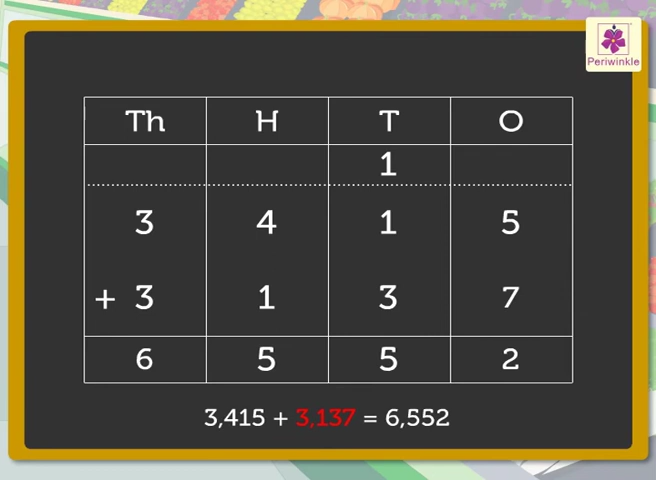 Periwinkle
Th H T O
1
3 4 1 5
+ 3 1 3 7
6 5 5 2
3,415 + 3,137 = 6,552